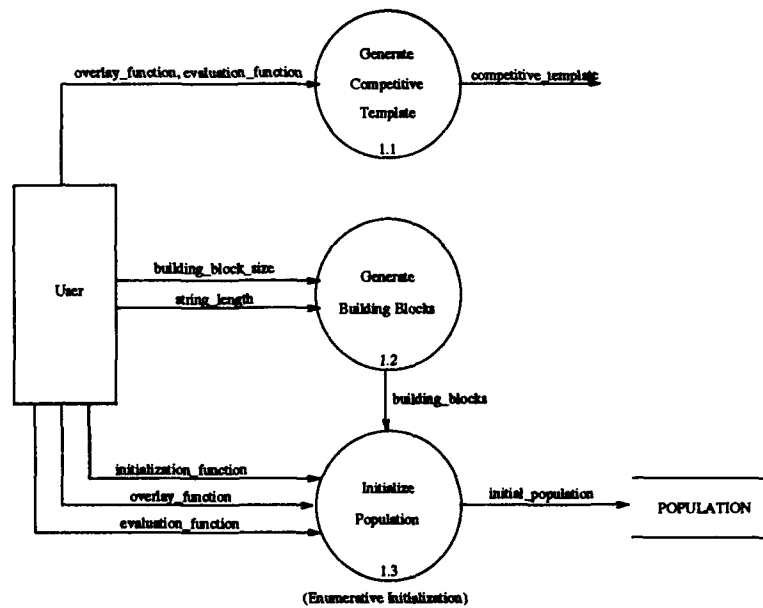 Generate
overlay_function, evaluation_function
Competitive
competitive_template
Template
1.1
building_block_size
Generate
User
string_length
Building Blocks
1.2
building_blocks
initialization_function
Initialize
overlay_function
initial_population
Population
POPULATION
evaluation_function
1.3
(Enumerative Initialization)